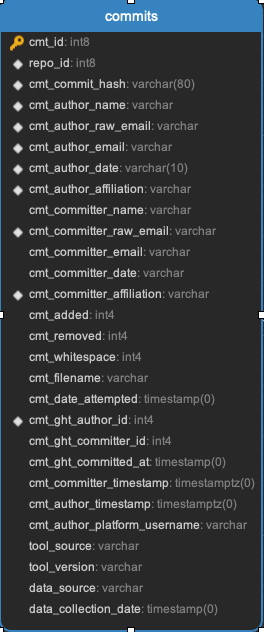 commits
cmt_id: int8
repo_id: int8
cmt_commit_hash: varchar(80)
cmt_author_name: varchar
cmt_author_raw_email: varchar
cmt_author_email: varchar
cmt_author_date: varchar(10)
cmt_author_affiliation: varchar
cmt_committer_name: varchar
cmt_committer_raw_email: varchar
cmt_committer_email: varchar
cmt_committer_date: varchar
cmt_committer_affiliation: varchar
cmt_added: int4
cmt_removed: int4
cmt_whitespace: int4
cmt_filename: varchar
cmt_date_attempted: timestamp(0)
cmt_ght_author_id: int4
cmt_ght_committer_id: int4
cmt_ght_committed_at: timestamp(0)
cmt_committer_timestamp: timestamptz(0)
cmt_author_timestamp: timestamptz(0)
cmt_author_platform_username: varchar
tool_source: varchar
tool_version: varchar
data_source: varchar
data_collection_date: timestamp(0)